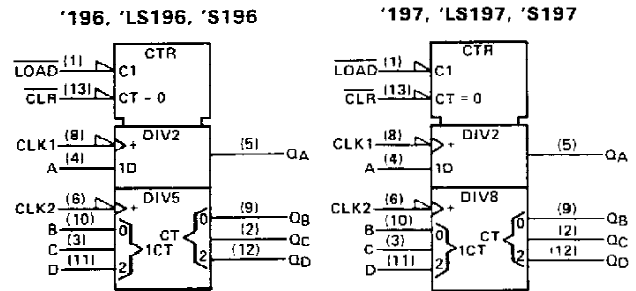 '196, 'LS196, 'S196
CTR
LOAD (1) C1
CLR (13) CT - 0
DIV2
CLK1 (8) +
(5) QA
A (4) 1D
DIV5
CLK2 (6) +
B (10) 0
C (3) 1CT
D (11) 2
CT
0 (9) QB
(2) QC
2 (12) QD
'197, 'LS197, 'S197
CTR
LOAD (1) C1
CLR (13) CT = 0
DIV2
CLK1 (8) +
(5) QA
A (4) 1D
DIV8
CLK2 (6) +
B (10) 0
C (3) 1CT
D (11) 2
CT
0 (9) QB
(2) QC
2 (12) QD